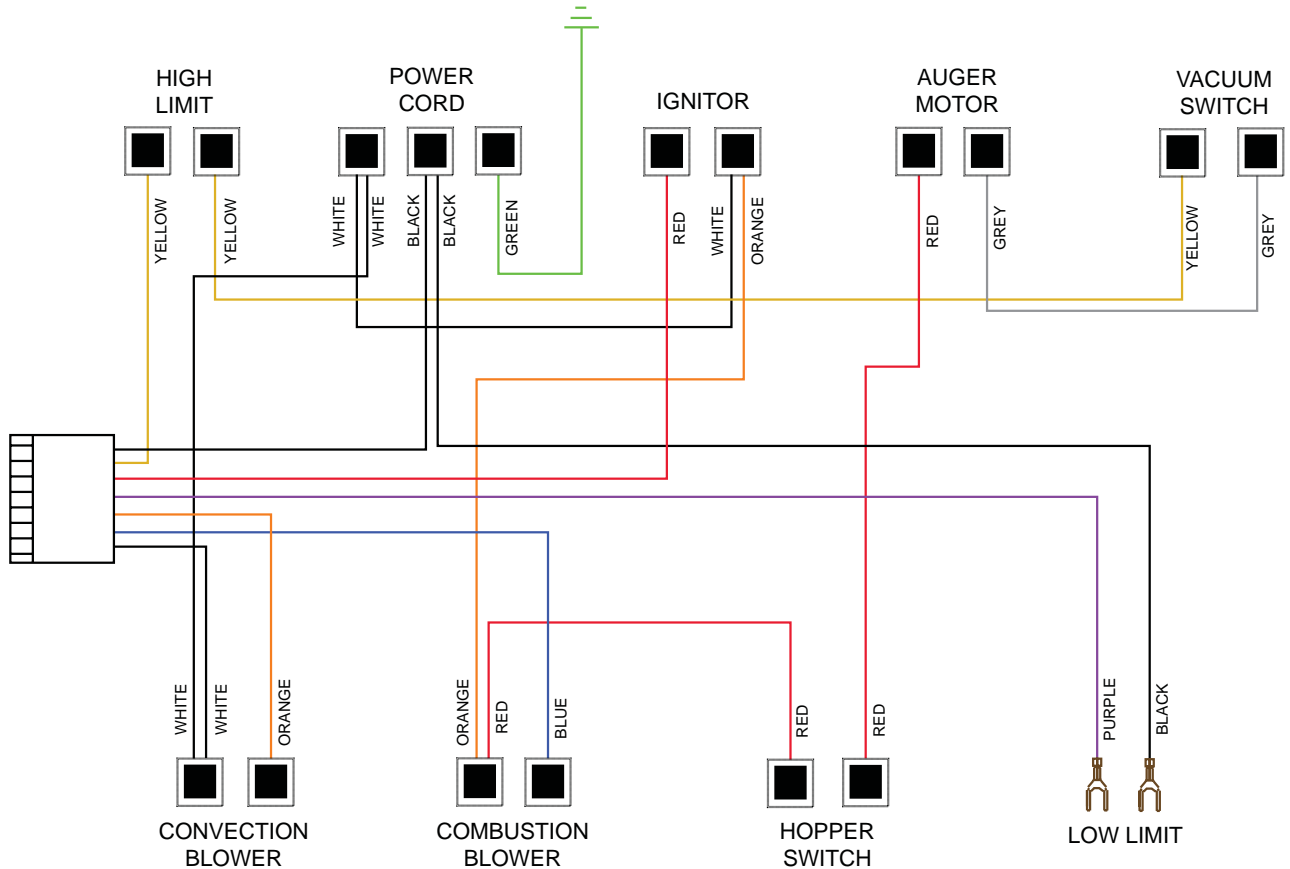 HIGH
LIMIT
POWER
CORD
IGNITOR
AUGER
MOTOR
VACUUM
SWITCH
YELLOW
YELLOW
WHITE
WHITE
BLACK
BLACK
GREEN
RED
WHITE
ORANGE
RED
GREY
YELLOW
GREY
WHITE
WHITE
ORANGE
ORANGE
RED
BLUE
RED
RED
PURPLE
BLACK
CONVECTION
BLOWER
COMBUSTION
BLOWER
HOPPER
SWITCH
LOW LIMIT